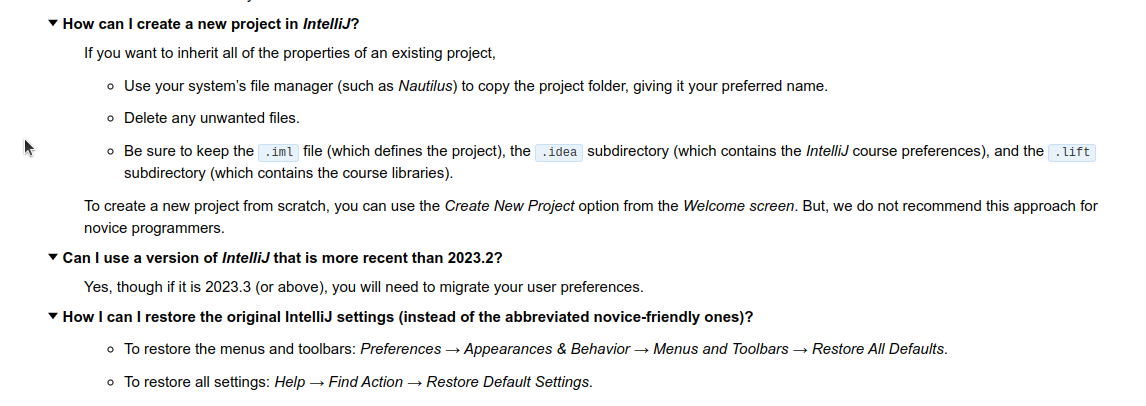 How can I create a new project in IntelliJ?
If you want to inherit all of the properties of an existing project,
Use your system's file manager (such as Nautilus) to copy the project folder, giving it your preferred name.
Delete any unwanted files.
Be sure to keep the .iml file (which defines the project), the .idea subdirectory (which contains the IntelliJ course preferences), and the .lift
subdirectory (which contains the course libraries).
To create a new project from scratch, you can use the Create New Project option from the Welcome screen. But, we do not recommend this approach for
novice programmers.
Can I use a version of IntelliJ that is more recent than 2023.2?
Yes, though if it is 2023.3 (or above), you will need to migrate your user preferences.
How I can I restore the original IntelliJ settings (instead of the abbreviated novice-friendly ones)?
To restore the menus and toolbars: Preferences → Appearances & Behavior → Menus and Toolbars → Restore All Defaults.
To restore all settings: Help → Find Action → Restore Default Settings.